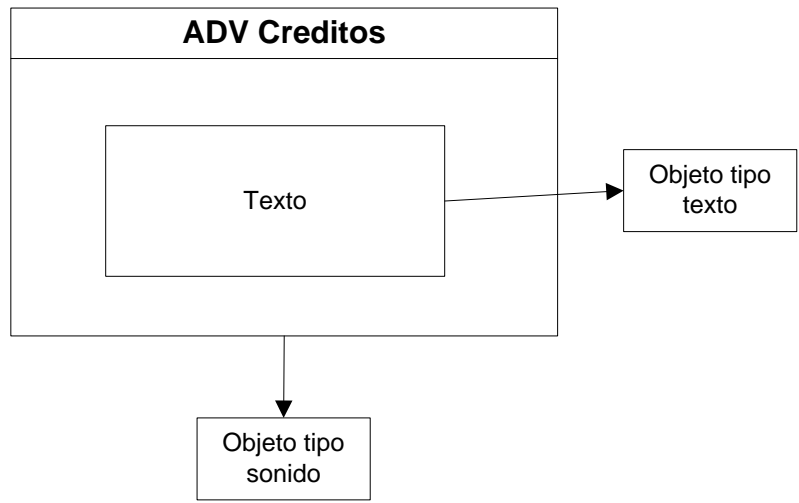 ADV Creditos
Texto
Objeto tipo
texto
Objeto tipo
sonido